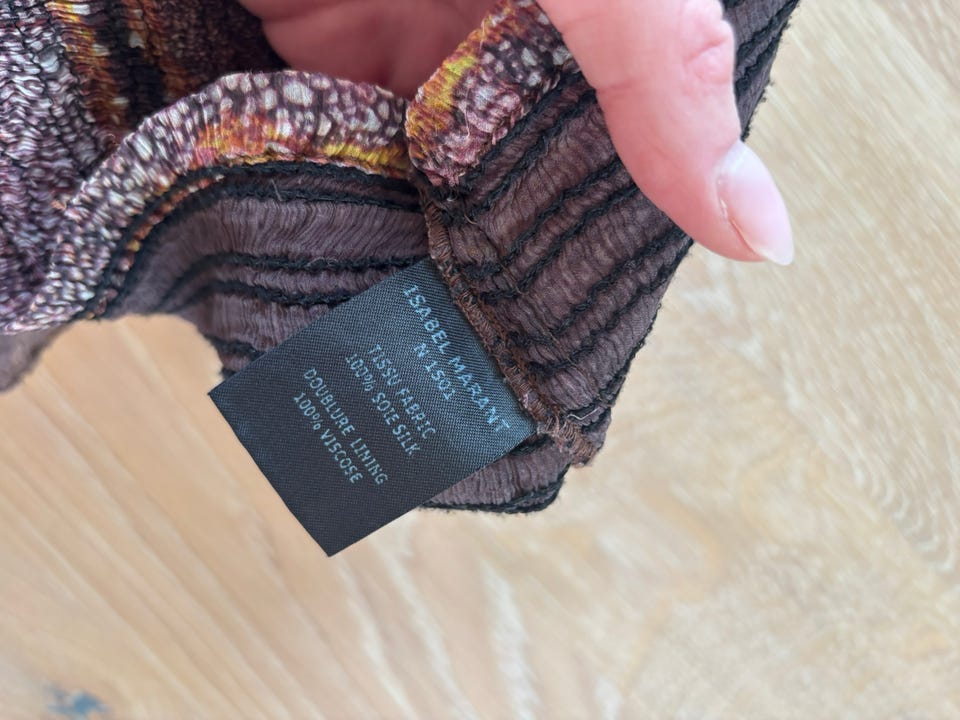 ISABEL MARANT
N 1501
TISSU FABRIC
100% SOIE SILK
DOUBLURE LINING
100% VISCOSE